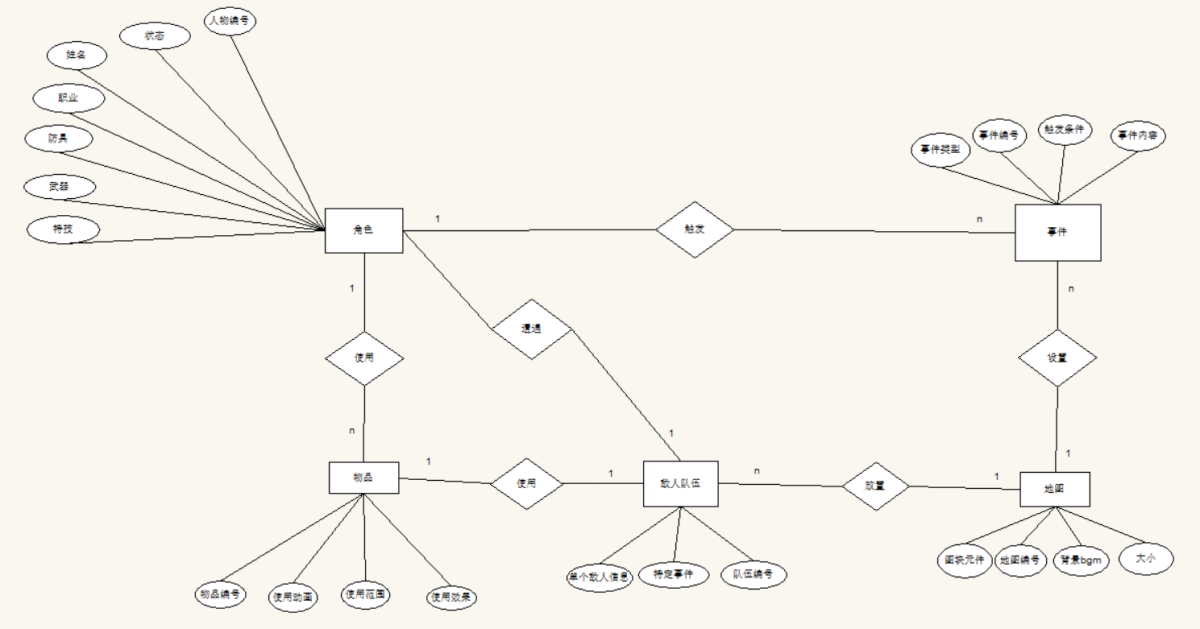 人物编号
状态
姓名
职业
防具
武器
特技
事件类型
事件编号
触发条件
事件内容
角色
1
触发
n
事件
1
n
遭遇
使用
设置
n
1
1
物品
1
使用
1
敌人队伍
n
放置
1
地图
物品编号
使用动画
使用范围
使用效果
单个敌人信息
特定事件
队伍编号
图块元件
地图编号
背景bgm
大小